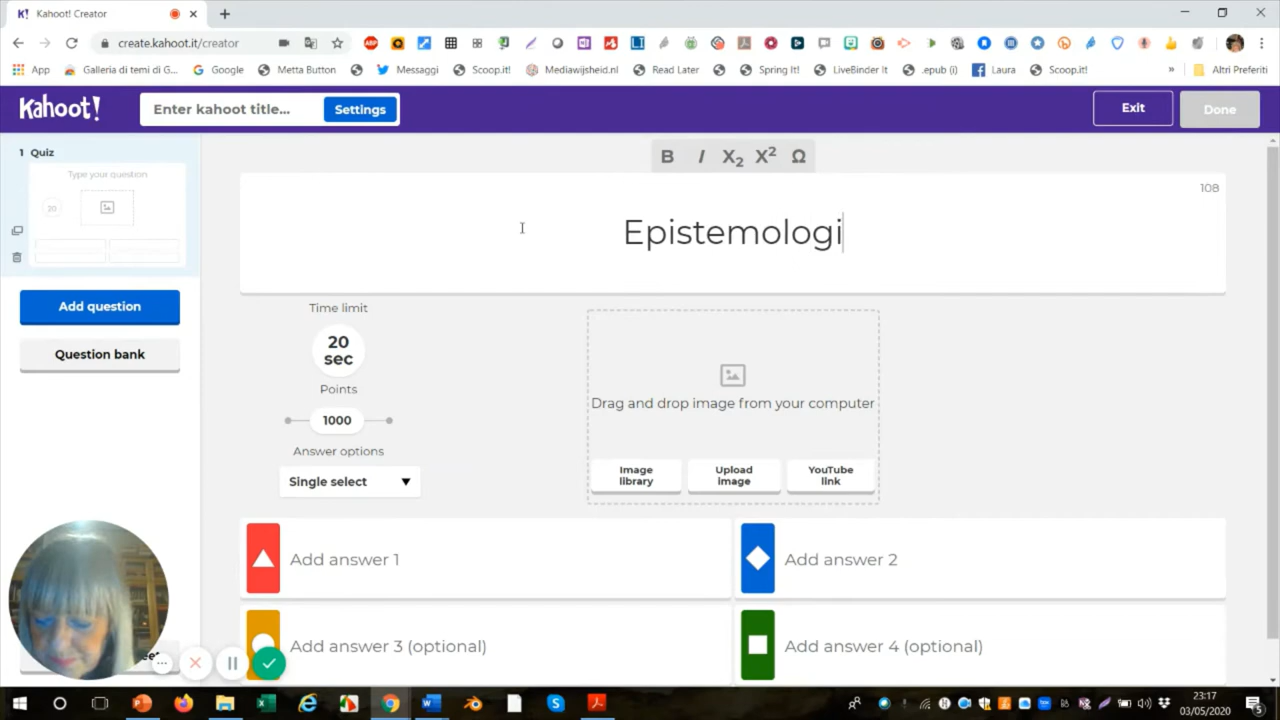 Kahoot! Creator
create.kahoot.it/creator
App Galleria di temi di G... Google Metta Button Messaggi Scoop.it! Mediawijsheid.nl Read Later Spring It! LiveBinder It .epub (i) Laura Scoop.it! » Altri Preferiti
Kahoot! Enter kahoot title... Settings Exit Done
1 Quiz
Type your question
20
B I X2 X² Ω
108
Epistemologi
Add question
Question bank
Time limit
20
sec
Points
1000
Answer options
Single select
Drag and drop image from your computer
Image
library
Upload
image
YouTube
link
Add answer 1
Add answer 2
Add answer 3 (optional)
Add answer 4 (optional)
23:17
03/05/2020
5